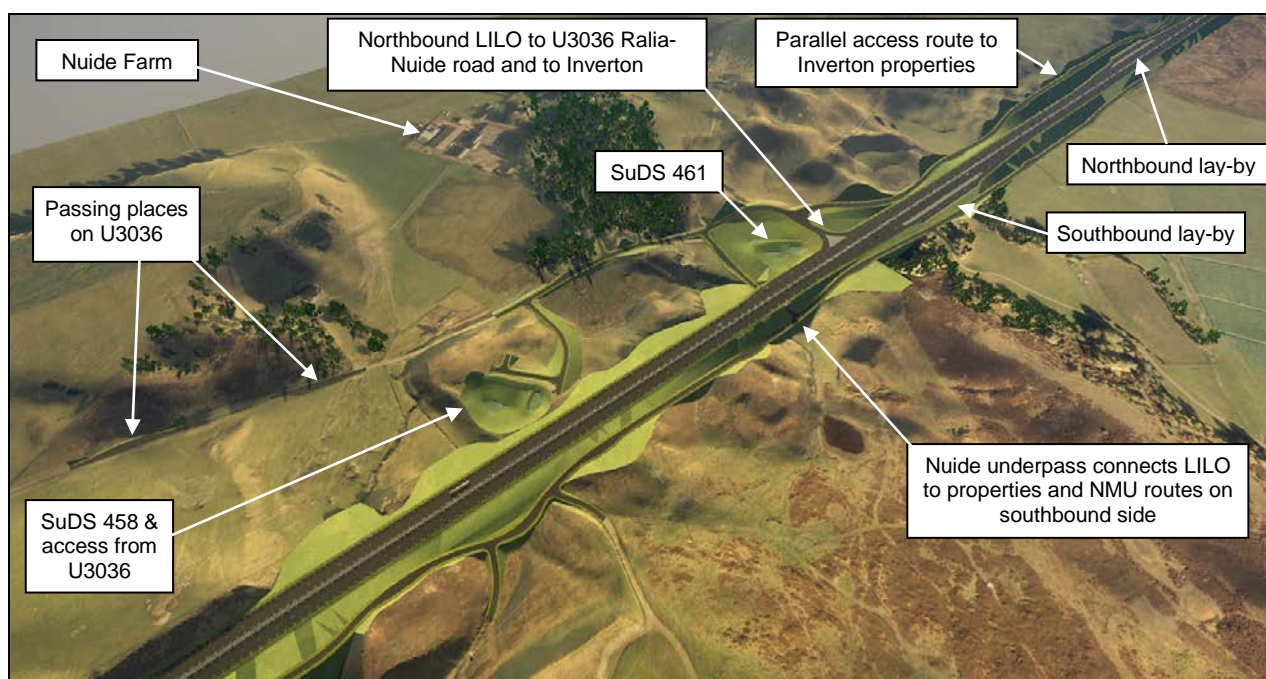 Nuide Farm
Northbound LILO to U3036 Ralia-
Nuide road and to Inverton
Parallel access route to
Inverton properties
SuDS 461
Northbound lay-by
Passing places
on U3036
Southbound lay-by
Nuide underpass connects LILO
to properties and NMU routes on
southbound side
SuDS 458 &
access from
U3036